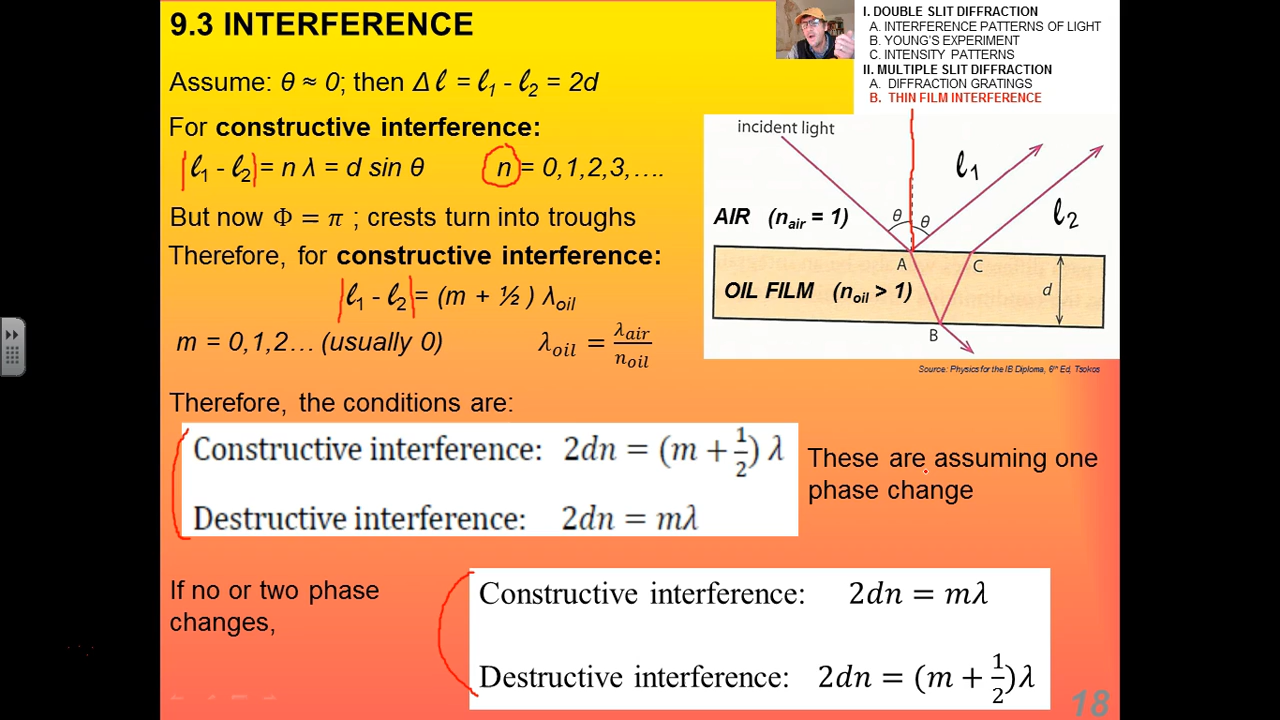 9.3 INTERFERENCE
I. DOUBLE SLIT DIFFRACTION
A. INTERFERENCE PATTERNS OF LIGHT
B. YOUNG'S EXPERIMENT
C. INTENSITY PATTERNS
II. MULTIPLE SLIT DIFFRACTION
A. DIFFRACTION GRATINGS
B. THIN FILM INTERFERENCE
Assume: θ ≈ 0; then Δℓ = ℓ₁ - ℓ₂ = 2d
For constructive interference:
|ℓ₁ - ℓ₂| = n λ = d sin θ n = 0,1,2,3,….
But now Φ = π ; crests turn into troughs
Therefore, for constructive interference:
|ℓ₁ - ℓ₂| = (m + ½ ) λoil
m = 0,1,2… (usually 0) λoil = λair / noil
incident light
ℓ₁
ℓ₂
AIR (nair = 1)
θ θ
A C
OIL FILM (noil > 1)
d
B
Source: Physics for the IB Diploma, 6th Ed, Tsokos
Therefore, the conditions are:
Constructive interference: 2dn = (m + 1/2) λ
Destructive interference: 2dn = mλ
These are assuming one
phase change
If no or two phase
changes,
Constructive interference: 2dn = mλ
Destructive interference: 2dn = (m + 1/2)λ
18